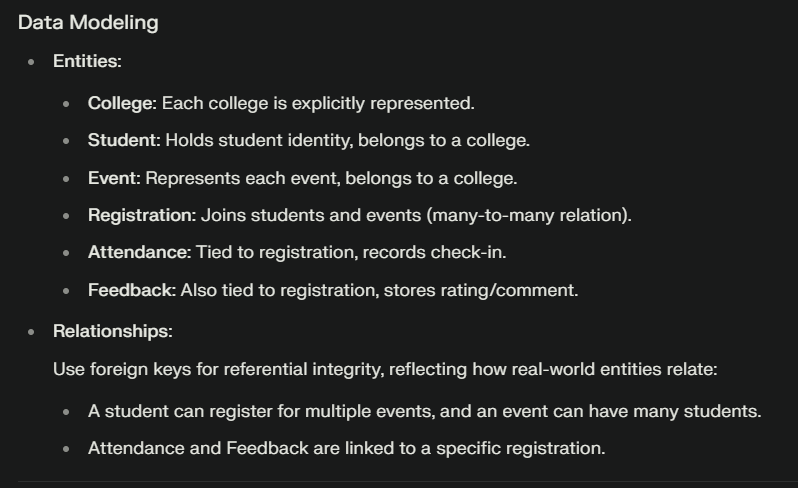 Data Modeling
Entities:
College: Each college is explicitly represented.
Student: Holds student identity, belongs to a college.
Event: Represents each event, belongs to a college.
Registration: Joins students and events (many-to-many relation).
Attendance: Tied to registration, records check-in.
Feedback: Also tied to registration, stores rating/comment.
Relationships:
Use foreign keys for referential integrity, reflecting how real-world entities relate:
A student can register for multiple events, and an event can have many students.
Attendance and Feedback are linked to a specific registration.